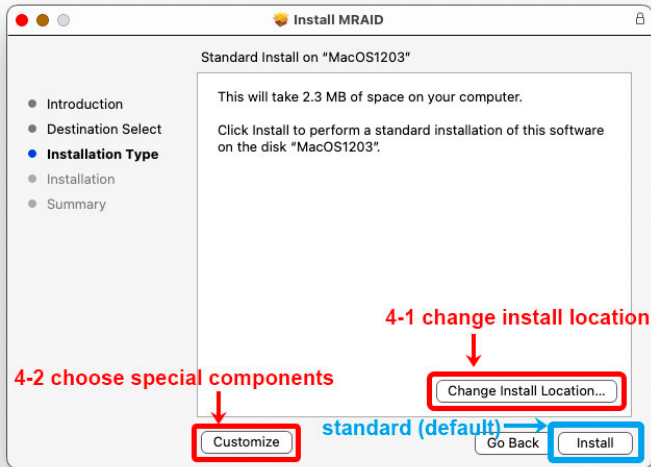 Install MRAID
Standard Install on “MacOS1203”
Introduction
Destination Select
Installation Type
Installation
Summary
This will take 2.3 MB of space on your computer.
Click Install to perform a standard installation of this software
on the disk “MacOS1203”.
4-1 change install location
Change Install Location...
4-2 choose special components
Customize
standard (default)
Go Back
Install